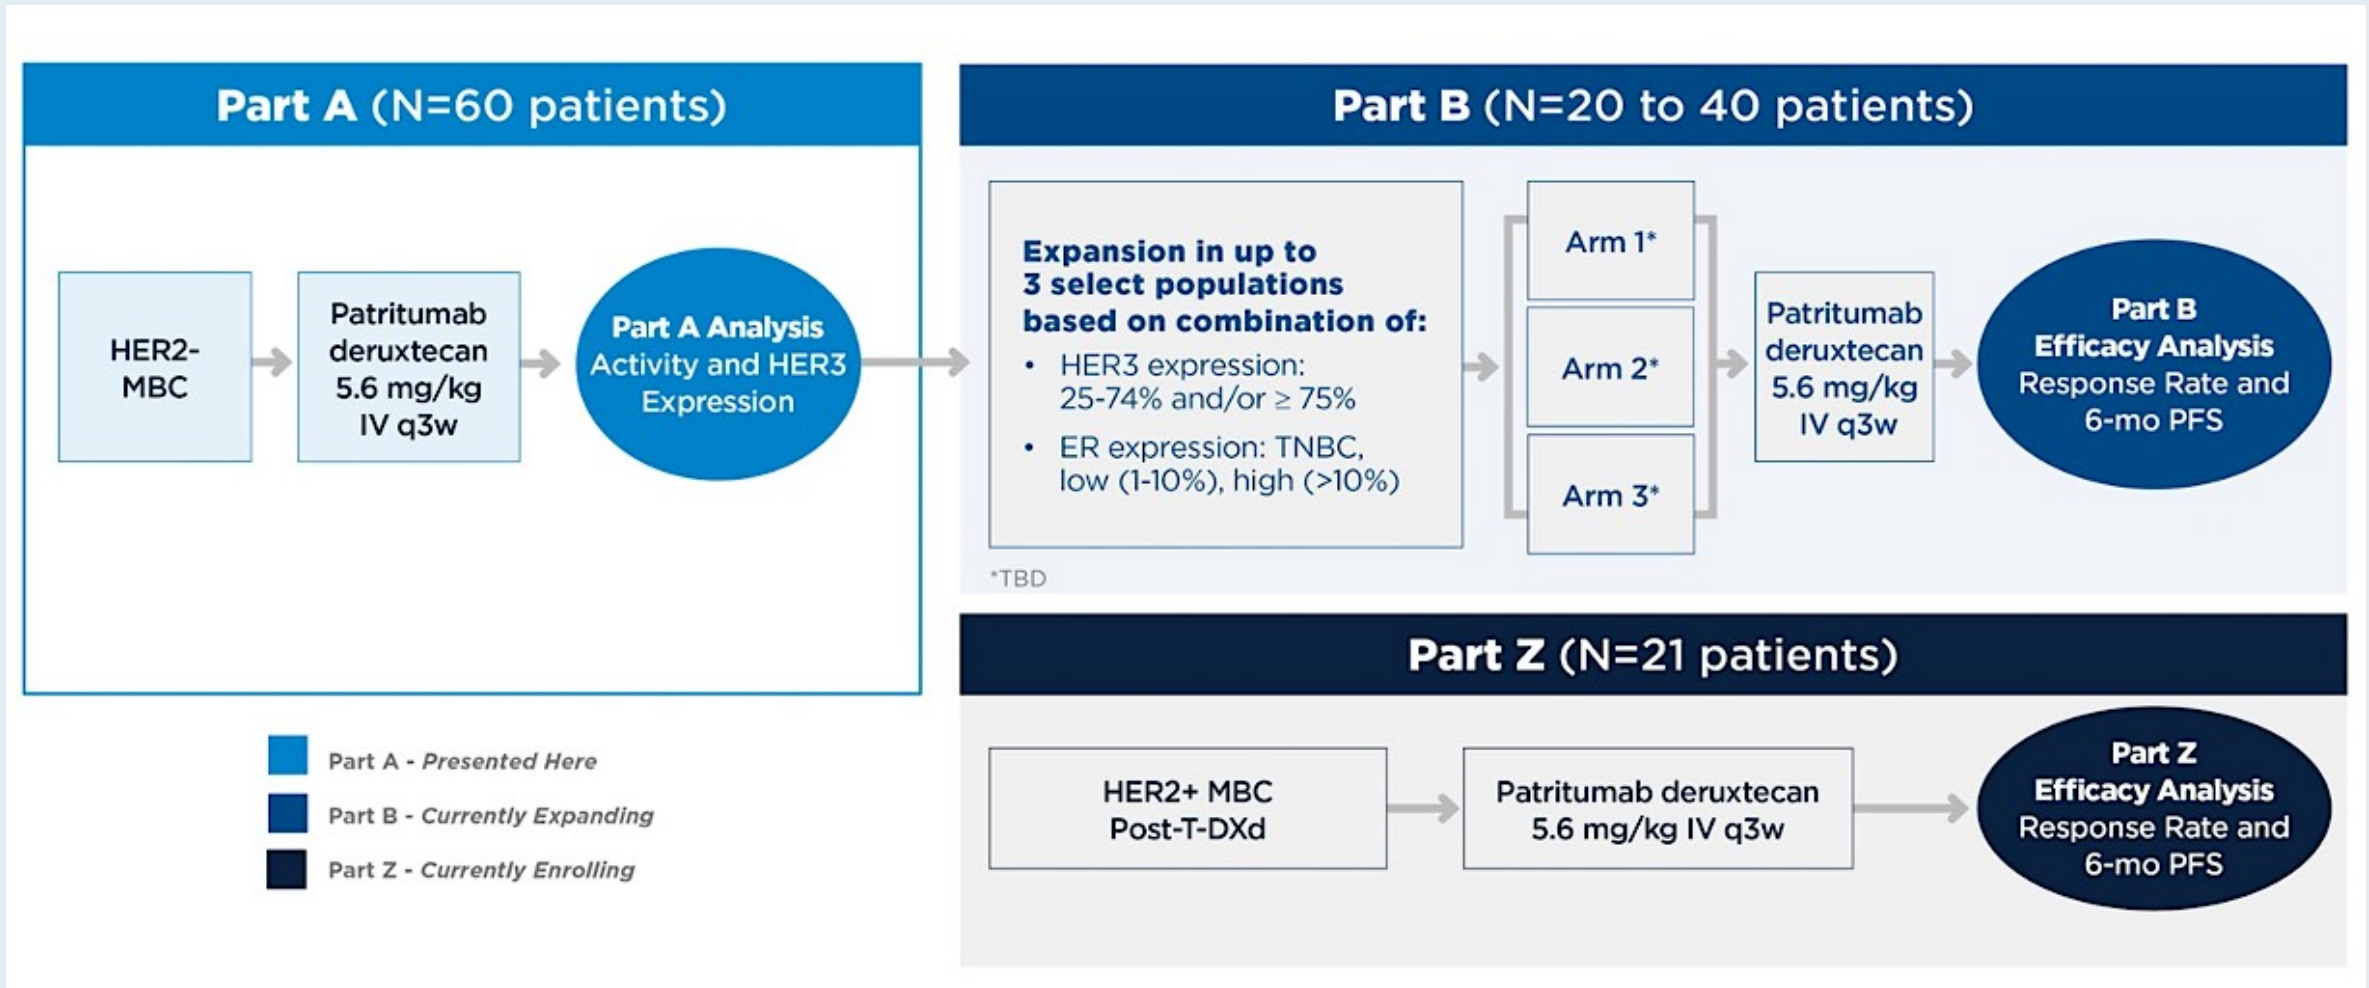 Part A (N=60 patients)
HER2-
MBC
Patritumab
deruxtecan
5.6 mg/kg
IV q3w
Part A Analysis
Activity and HER3
Expression
Part B (N=20 to 40 patients)
Expansion in up to
3 select populations
based on combination of:
• HER3 expression:
25-74% and/or ≥ 75%
• ER expression: TNBC,
low (1-10%), high (>10%)
*TBD
Arm 1*
Arm 2*
Arm 3*
Patritumab
deruxtecan
5.6 mg/kg
IV q3w
Part B
Efficacy Analysis
Response Rate and
6-mo PFS
Part Z (N=21 patients)
HER2+ MBC
Post-T-DXd
Patritumab deruxtecan
5.6 mg/kg IV q3w
Part Z
Efficacy Analysis
Response Rate and
6-mo PFS
Part A - Presented Here
Part B - Currently Expanding
Part Z - Currently Enrolling